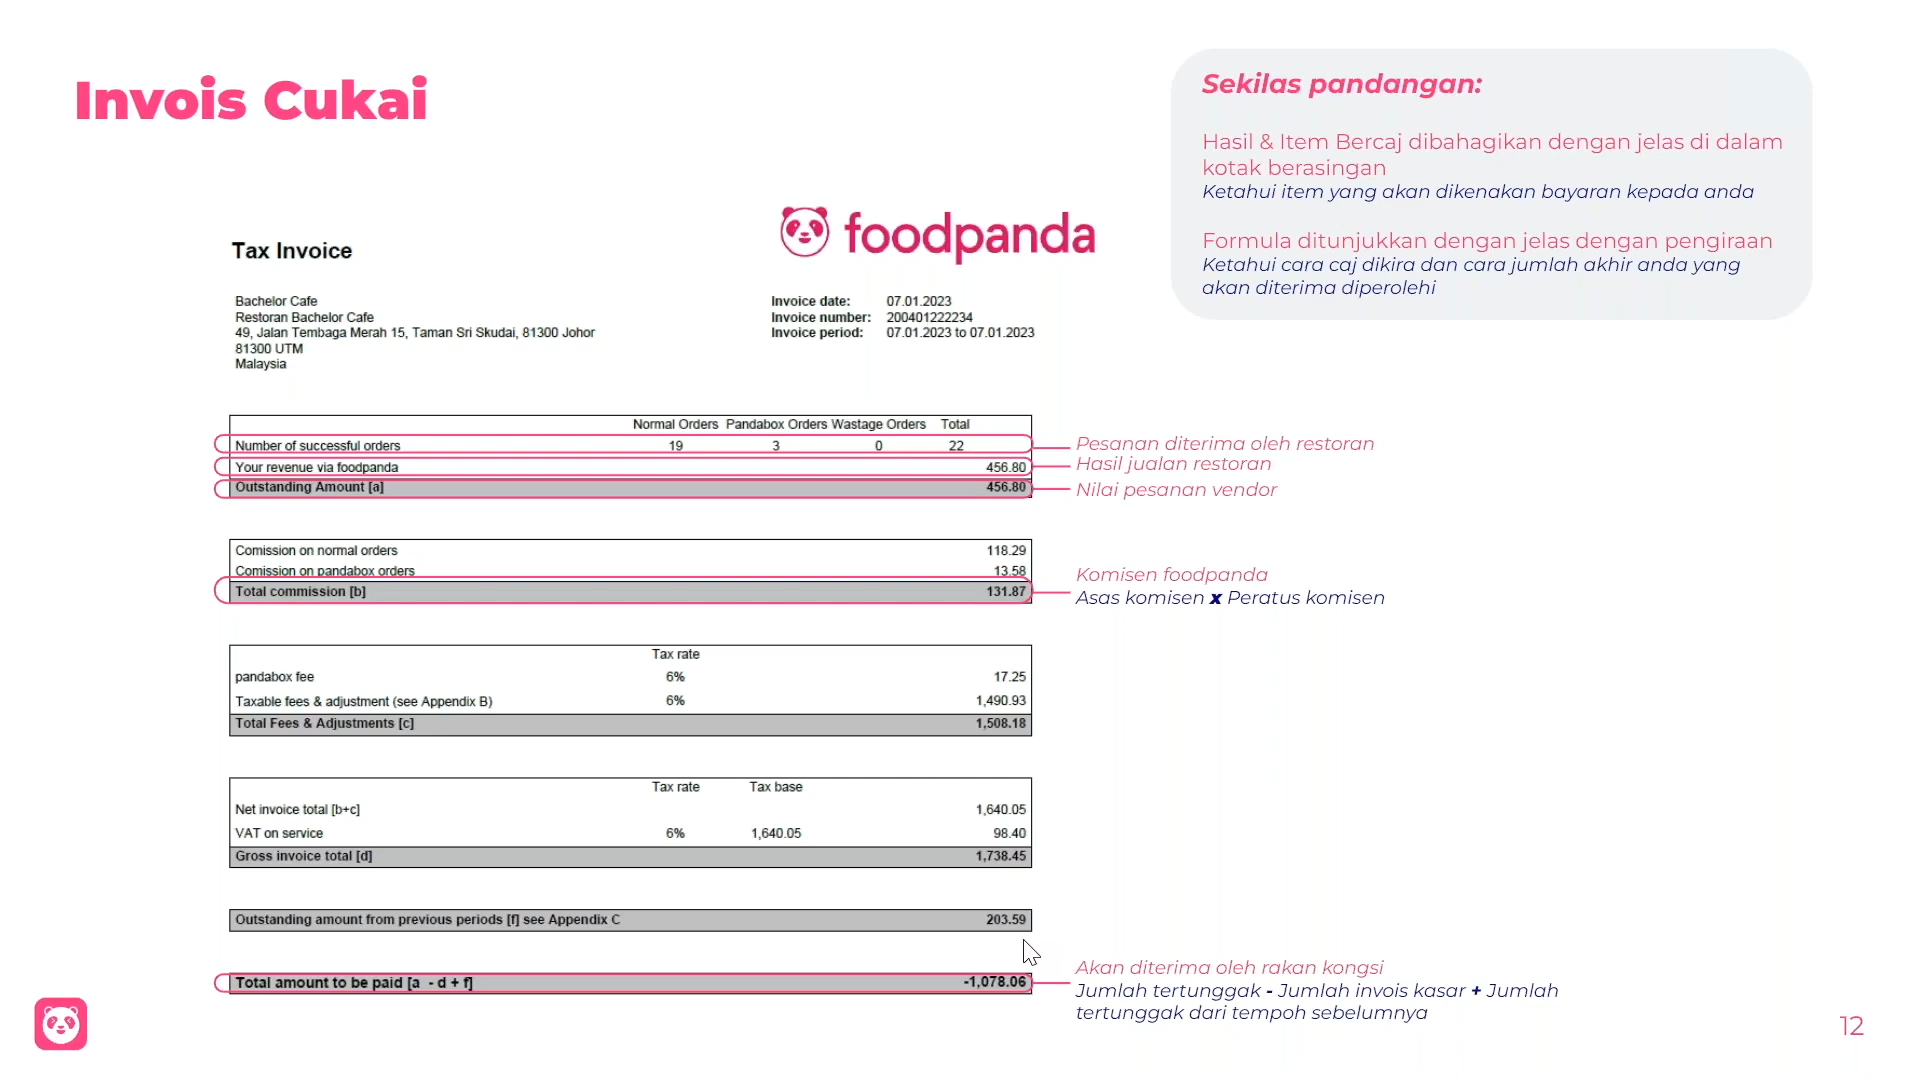 Invois Cukai
Sekilas pandangan:
Hasil & Item Bercaj dibahagikan dengan jelas di dalam
kotak berasingan
Ketahui item yang akan dikenakan bayaran kepada anda
Formula ditunjukkan dengan jelas dengan pengiraan
Ketahui cara caj dikira dan cara jumlah akhir anda yang
akan diterima diperolehi
foodpanda
Tax Invoice
Bachelor Cafe
Restoran Bachelor Cafe
49, Jalan Tembaga Merah 15, Taman Sri Skudai, 81300 Johor
81300 UTM
Malaysia
Invoice date: 07.01.2023
Invoice number: 200401222234
Invoice period: 07.01.2023 to 07.01.2023
Normal Orders Pandabox Orders Wastage Orders Total
Number of successful orders 19 3 0 22
Your revenue via foodpanda 456.80
Outstanding Amount [a] 456.80
Pesanan diterima oleh restoran
Hasil jualan restoran
Nilai pesanan vendor
Comission on normal orders 118.29
Comission on pandabox orders 13.58
Total commission [b] 131.87
Komisen foodpanda
Asas komisen x Peratus komisen
Tax rate
pandabox fee 6% 17.25
Taxable fees & adjustment (see Appendix B) 6% 1,490.93
Total Fees & Adjustments [c] 1,508.18
Tax rate Tax base
Net invoice total [b+c] 1,640.05
VAT on service 6% 1,640.05 98.40
Gross invoice total [d] 1,738.45
Outstanding amount from previous periods [f] see Appendix C 203.59
Total amount to be paid [a - d + f] -1,078.06
Akan diterima oleh rakan kongsi
Jumlah tertunggak - Jumlah invois kasar + Jumlah
tertunggak dari tempoh sebelumnya
12